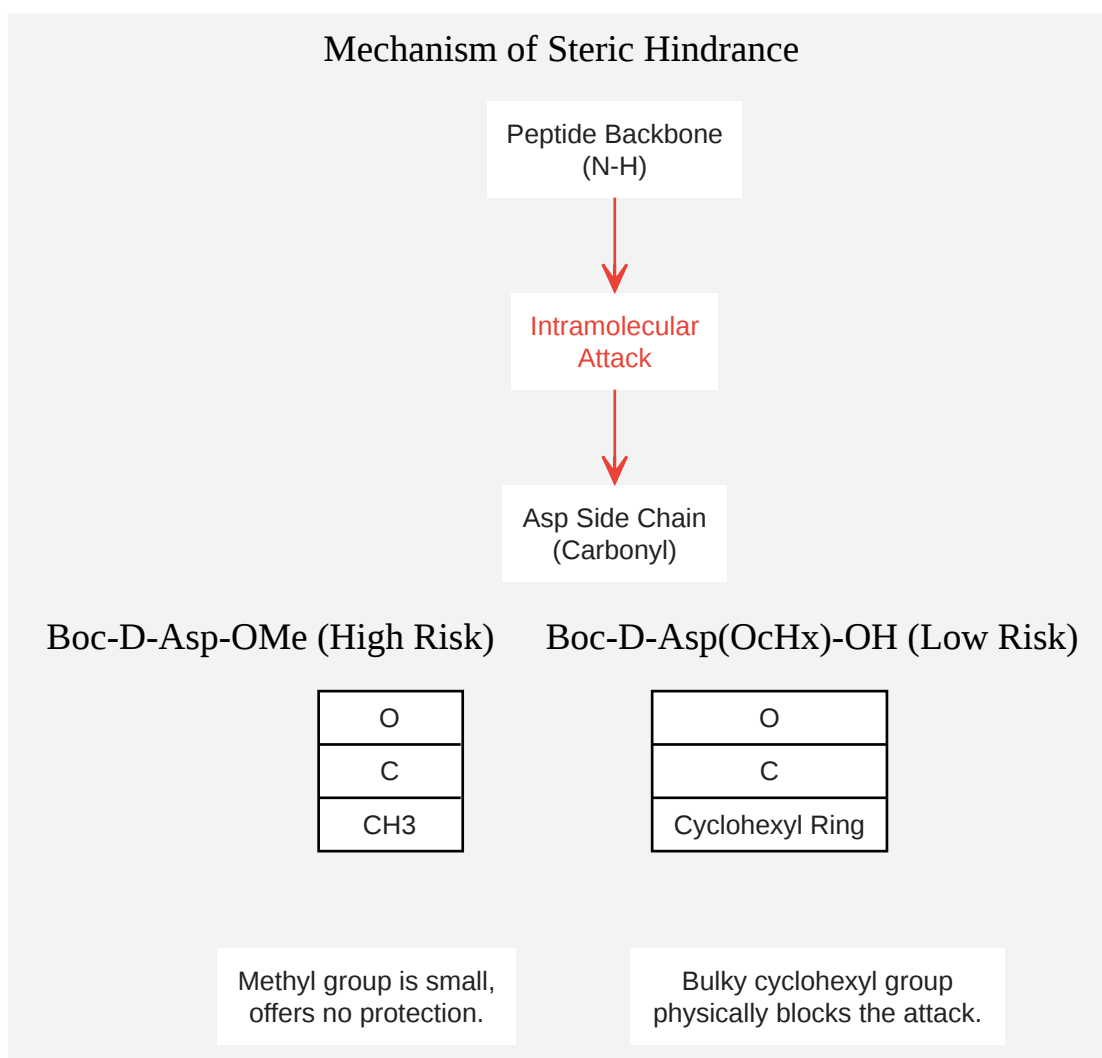 Mechanism of Steric Hindrance
Peptide Backbone
(N-H)
Intramolecular
Attack
Asp Side Chain
(Carbonyl)
Boc-D-Asp-OMe (High Risk)
Boc-D-Asp(OcHx)-OH (Low Risk)
O
C
CH3
O
C
Cyclohexyl Ring
Methyl group is small,
offers no protection.
Bulky cyclohexyl group
physically blocks the attack.